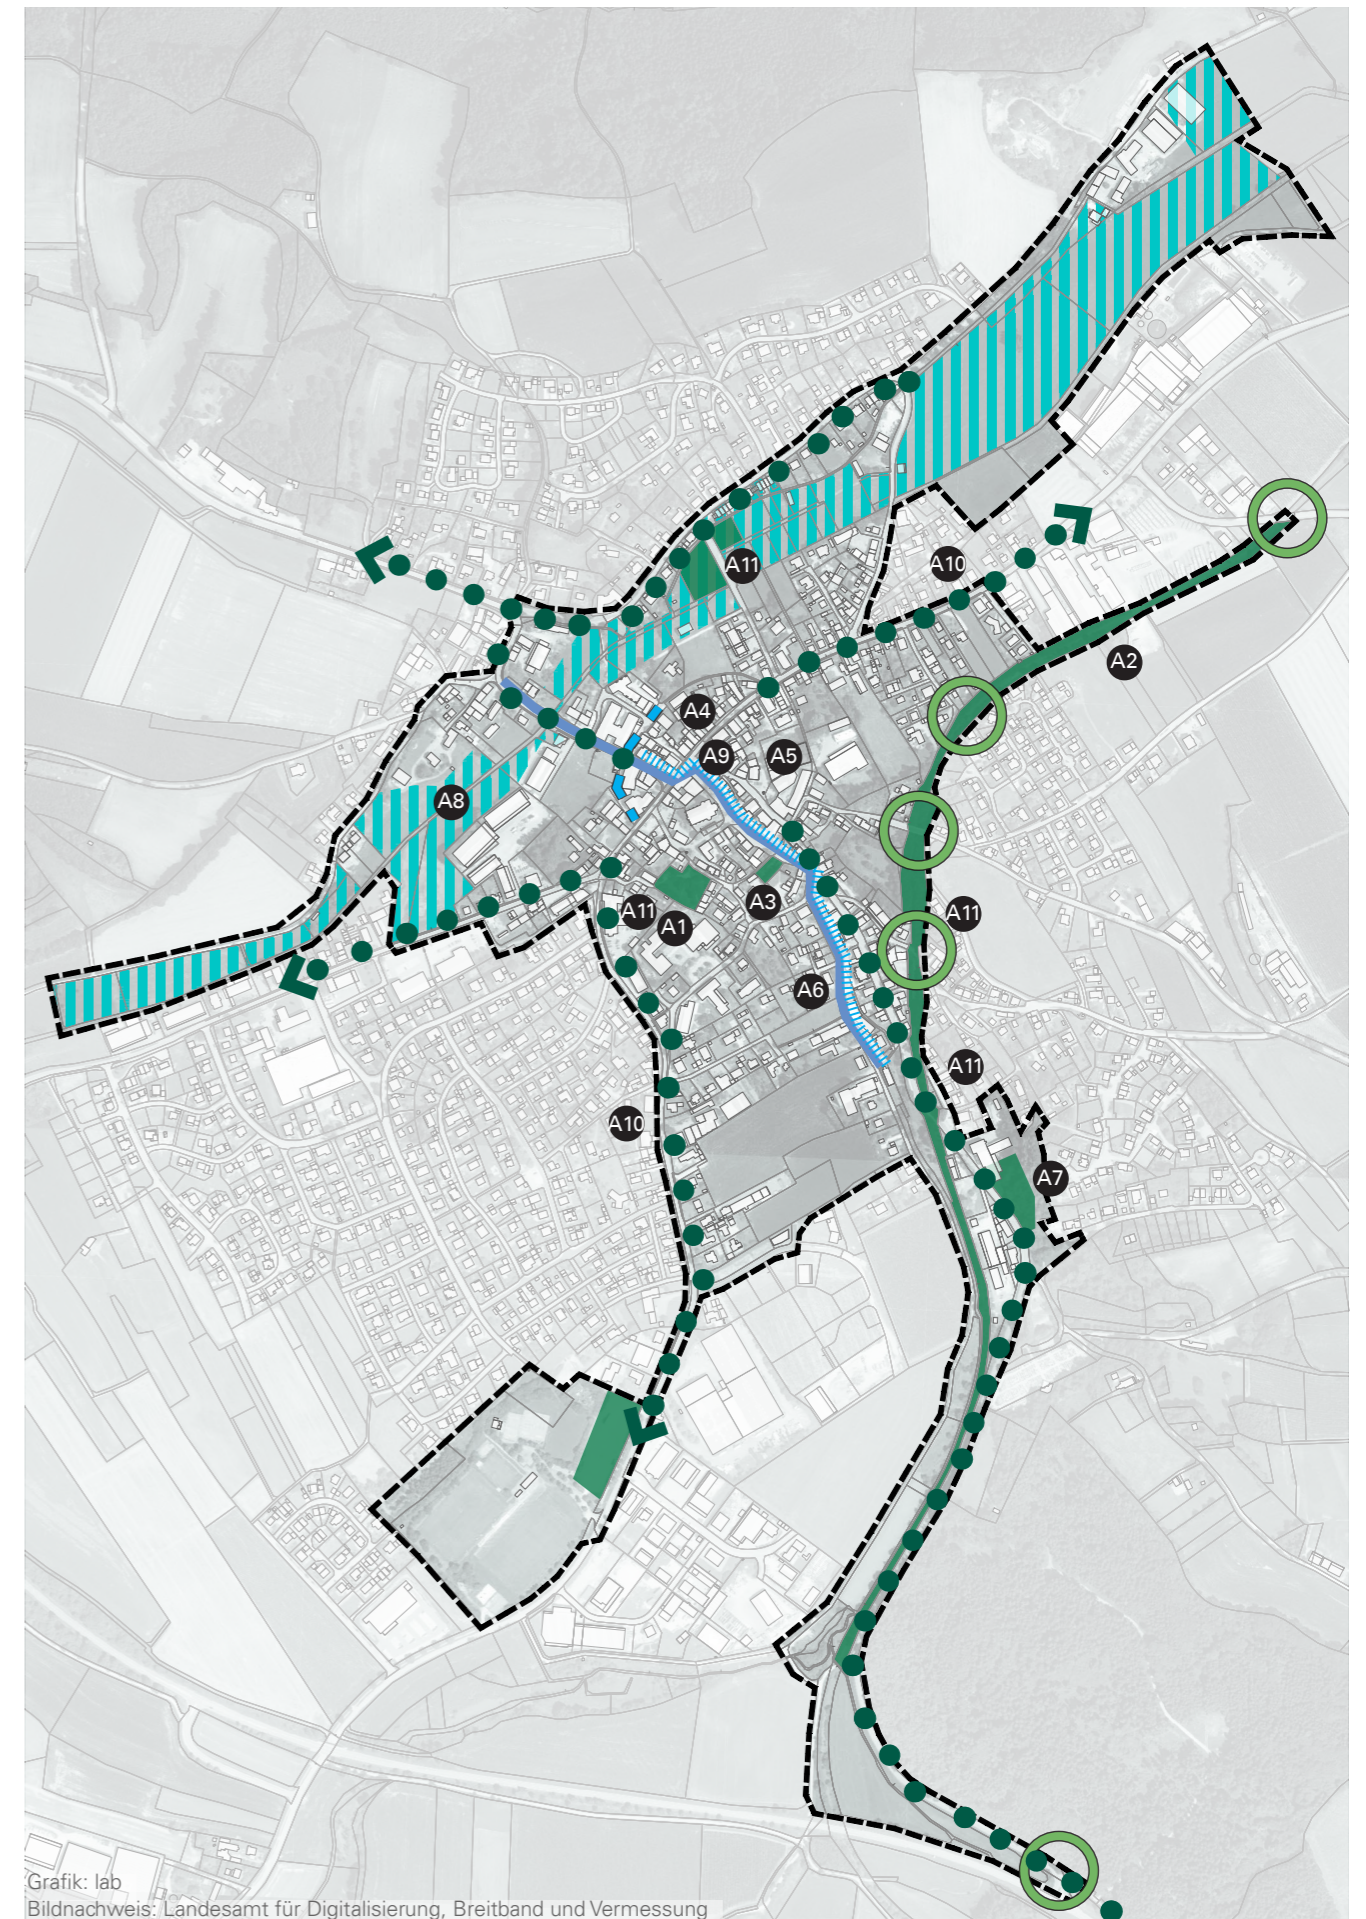 A11
A10
A2
A4
A9
A5
A8
A3
A11
A11
A1
A6
A11
A10
A7
Grafik: lab
Bildnachweis: Landesamt für Digitalisierung, Breitband und Vermessung